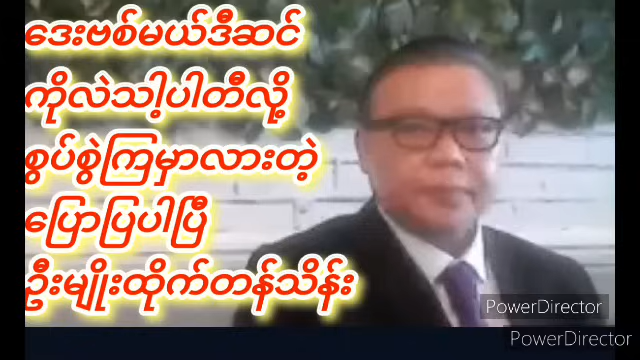 ဒေးဗစ်မယ်ဒီဆင်
ကိုလဲသါ့ပါတီလို့
စွပ်စွဲကြမှာလားတဲ့
ပြောပြပါပြီ
ဦးမျိုးထိုက်တန်သိန်း
PowerDirector
PowerDirector